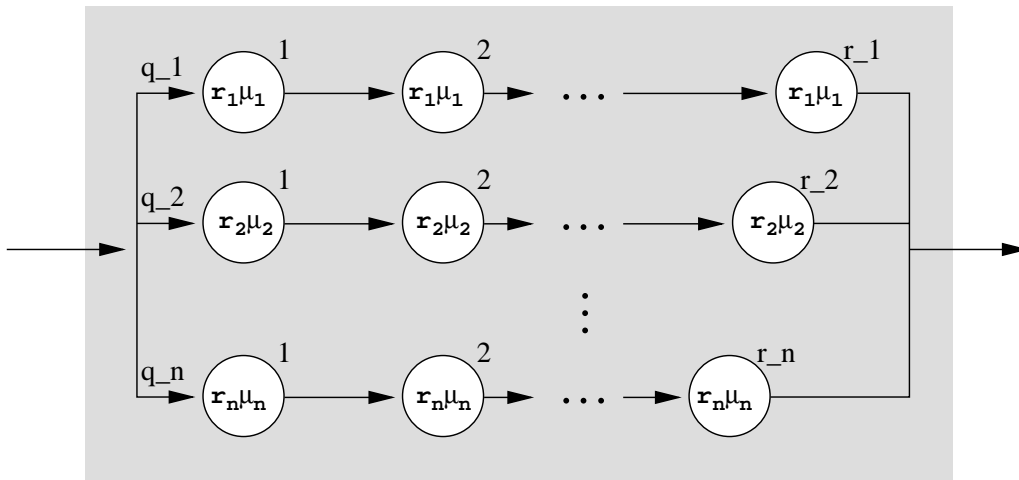 1 2 r_1
q_1 r₁μ₁ r₁μ₁ ... r₁μ₁
1 2 r_2
q_2 r₂μ₂ r₂μ₂ ... r₂μ₂
1 2 r_n
q_n rₙμₙ rₙμₙ ... rₙμₙ